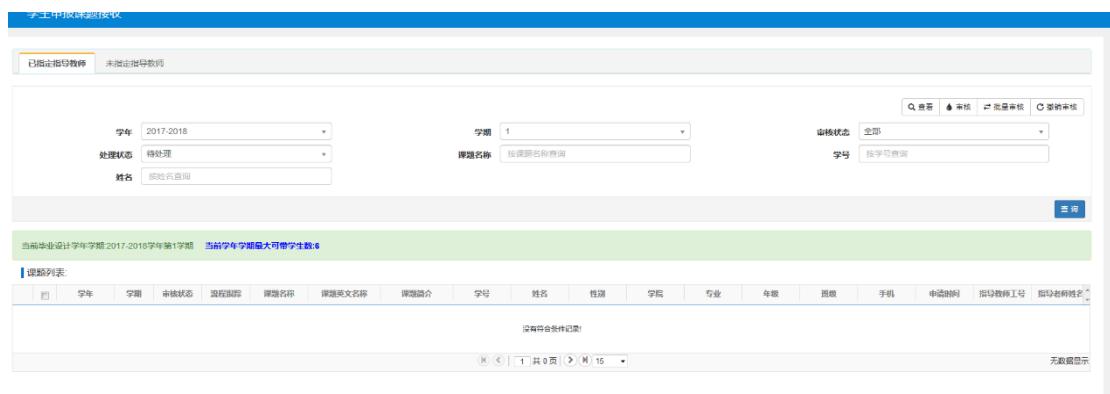 学生申报课题接收
已指定指导教师 未指定指导教师
查看 审核 批量审核 撤销审核
学年 2017-2018 学期 1 审核状态 全部
处理状态 待处理 课题名称 按课题名称查询 学号 按学号查询
姓名 按姓名查询
查 询
当前毕业设计学年学期:2017-2018学年第1学期 当前学年学期最大可带学生数:6
课题列表:
学年 学期 审核状态 流程跟踪 课题名称 课题英文名称 课题简介 学号 姓名 性别 学院 专业 年级 班级 手机 申请时间 指导教师工号 指导老师姓名
没有符合条件记录!
1 共 0 页 15 无数据显示